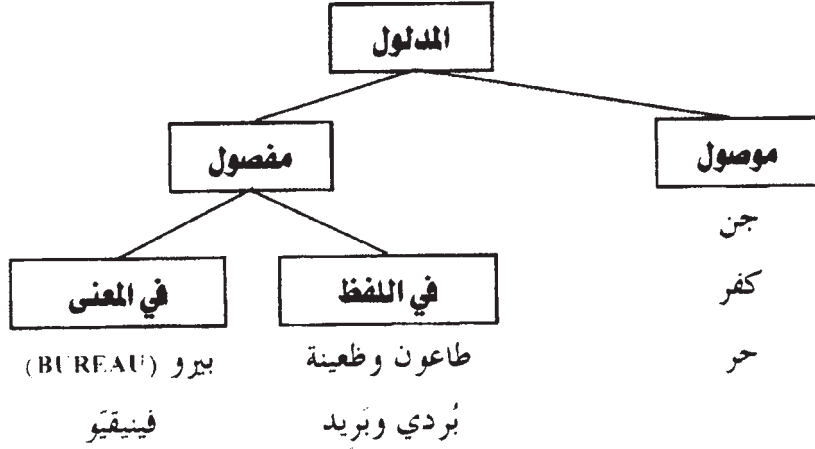 المدلول
موصول
مفصول
جن
كفر
حر
في اللفظ
في المعنى
طاعون وظعينة
بيرو (BUREAU)
بُردي وبَريد
فينيقيَو